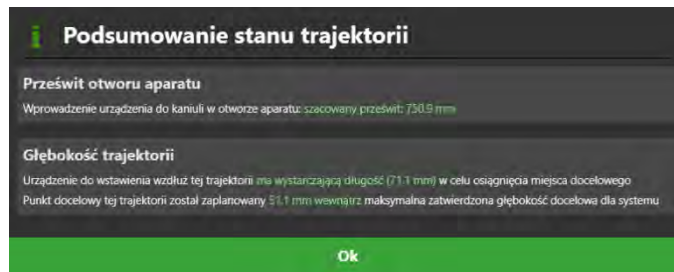 Podsumowanie stanu trajektorii
Prześwit otworu aparatu
Wprowadzenie urządzenia do kaniuli w otworze aparatu: szacowany prześwit: 750.9 mm
Głębokość trajektorii
Urządzenie do wstawienia wzdłuż tej trajektorii ma wystarczającą długość (71.1 mm) w celu osiągnięcia miejsca docelowego
Punkt docelowy tej trajektorii został zaplanowany 51.1 mm wewnątrz maksymalna zatwierdzona głębokość docelowa dla systemu
Ok